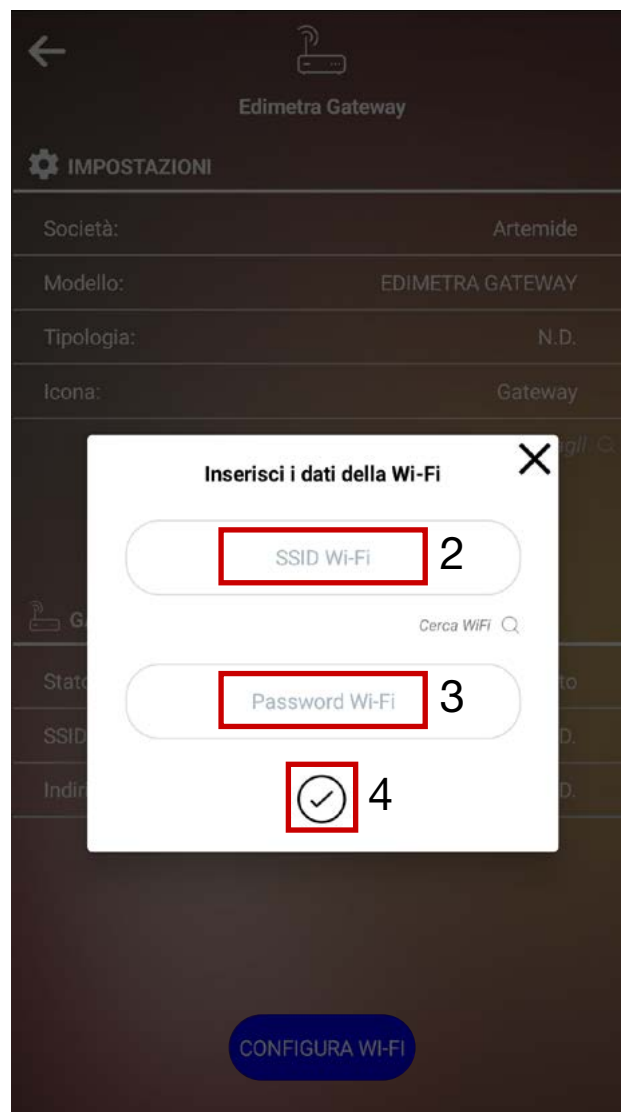 Edimetra Gateway
IMPOSTAZIONI
Società: Artemide
Modello: EDIMETRA GATEWAY
Tipologia: N.D.
Icona: Gateway
Inserisci i dati della Wi-Fi
SSID Wi-Fi 2
Cerca WiFi
Password Wi-Fi 3
4
SSID
CONFIGURA WI-FI